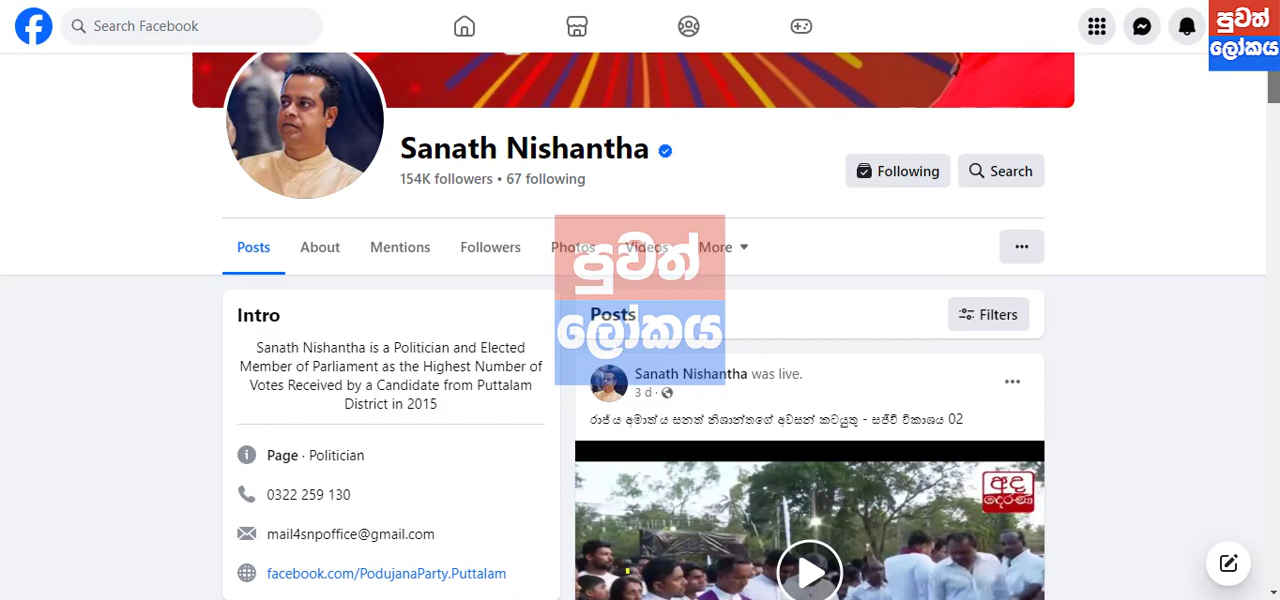 Search Facebook
පුවත්
ලෝකය
Sanath Nishantha
154K followers • 67 following
Following
Search
Posts
About
Mentions
Followers
Photos
Videos
More
පුවත්
ලෝකය
Intro
Sanath Nishantha is a Politician and Elected
Member of Parliament as the Highest Number of
Votes Received by a Candidate from Puttalam
District in 2015
Page · Politician
0322 259 130
mail4snpoffice@gmail.com
facebook.com/PodujanaParty.Puttalam
Posts
Filters
Sanath Nishantha was live.
3 d ·
රාජ්‍ය අමාත්‍ය සනත් නිශාන්තගේ අවසන් කටයුතු - සජීවී විකාශය 02
අද
දෙරණ